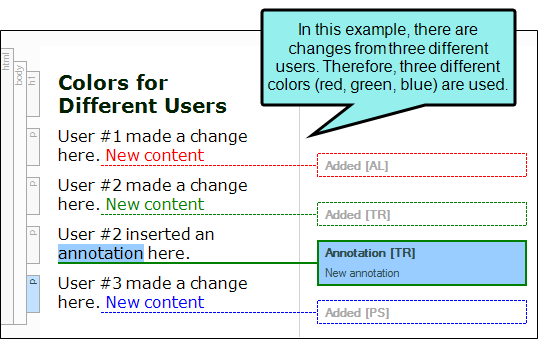 In this example, there are
changes from three different
users. Therefore, three different
colors (red, green, blue) are used.
html
body
h1
Colors for
Different Users
p
User #1 made a change
here. New content
Added [AL]
p
User #2 made a change
here. New content
Added [TR]
p
User #2 inserted an
annotation here.
Annotation [TR]
New annotation
p
User #3 made a change
here. New content
Added [PS]